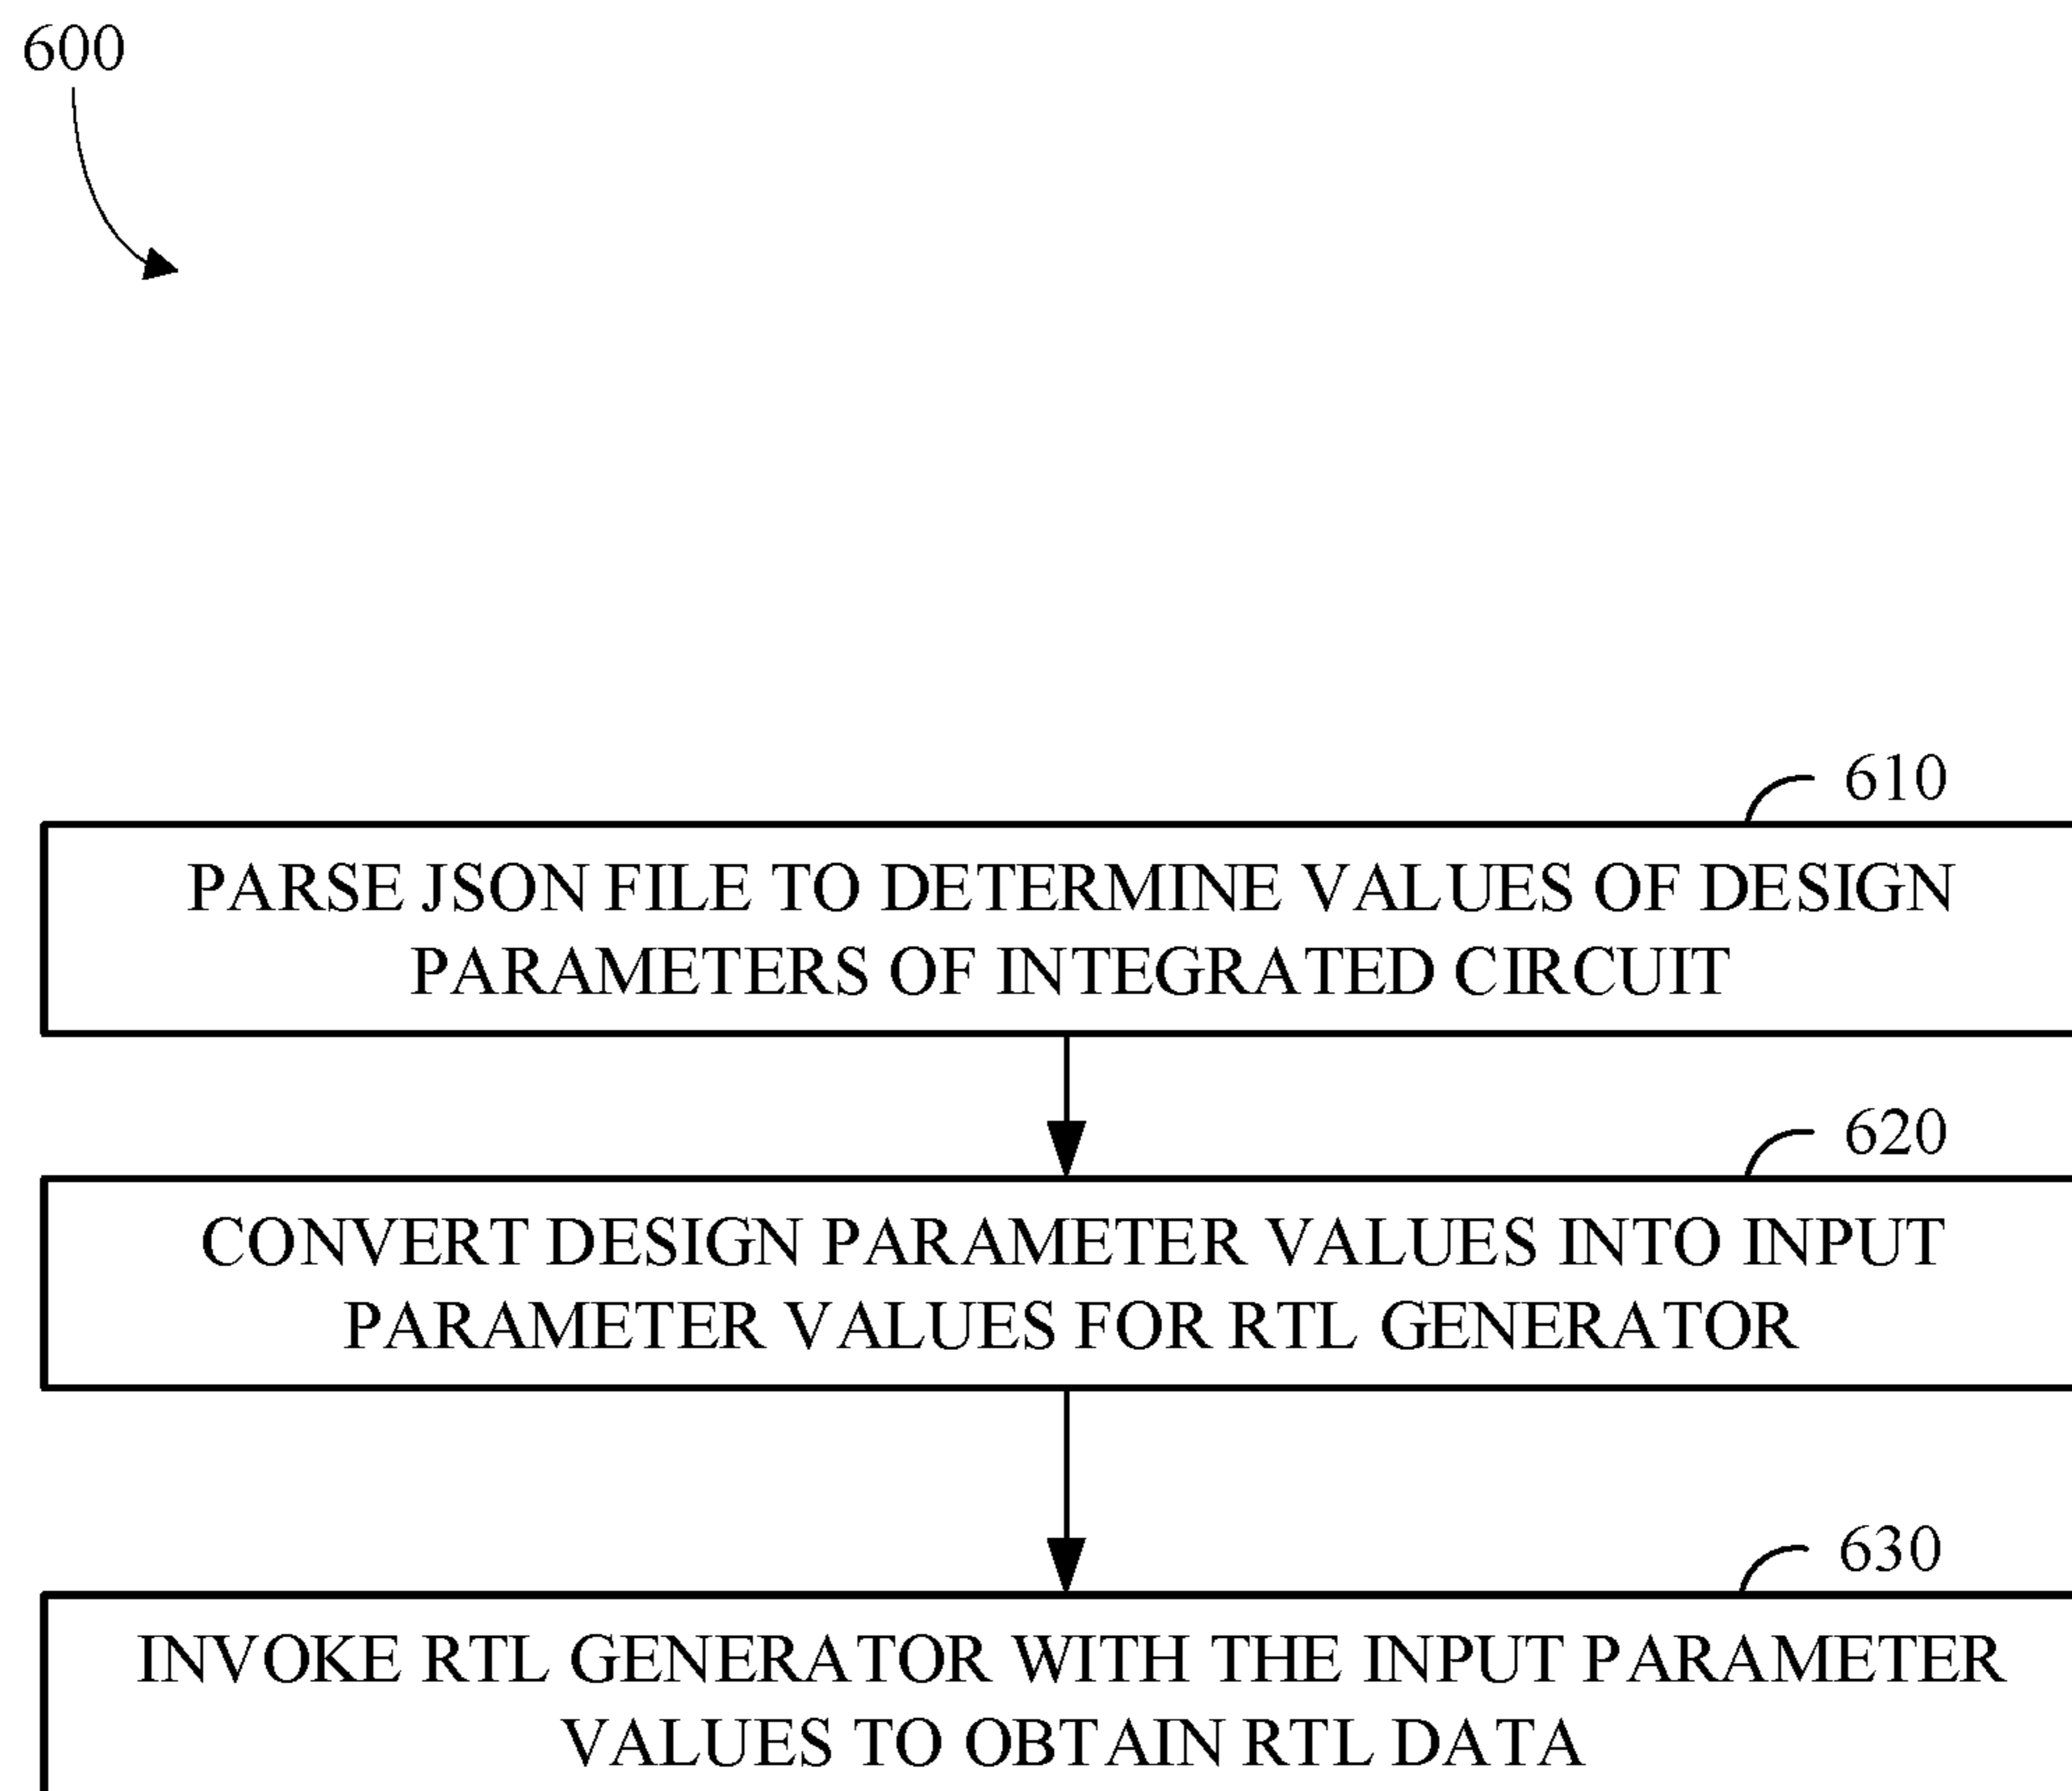 600
610
PARSE JSON FILE TO DETERMINE VALUES OF DESIGN
PARAMETERS OF INTEGRATED CIRCUIT
620
CONVERT DESIGN PARAMETER VALUES INTO INPUT
PARAMETER VALUES FOR RTL GENERATOR
630
INVOKE RTL GENERATOR WITH THE INPUT PARAMETER
VALUES TO OBTAIN RTL DATA